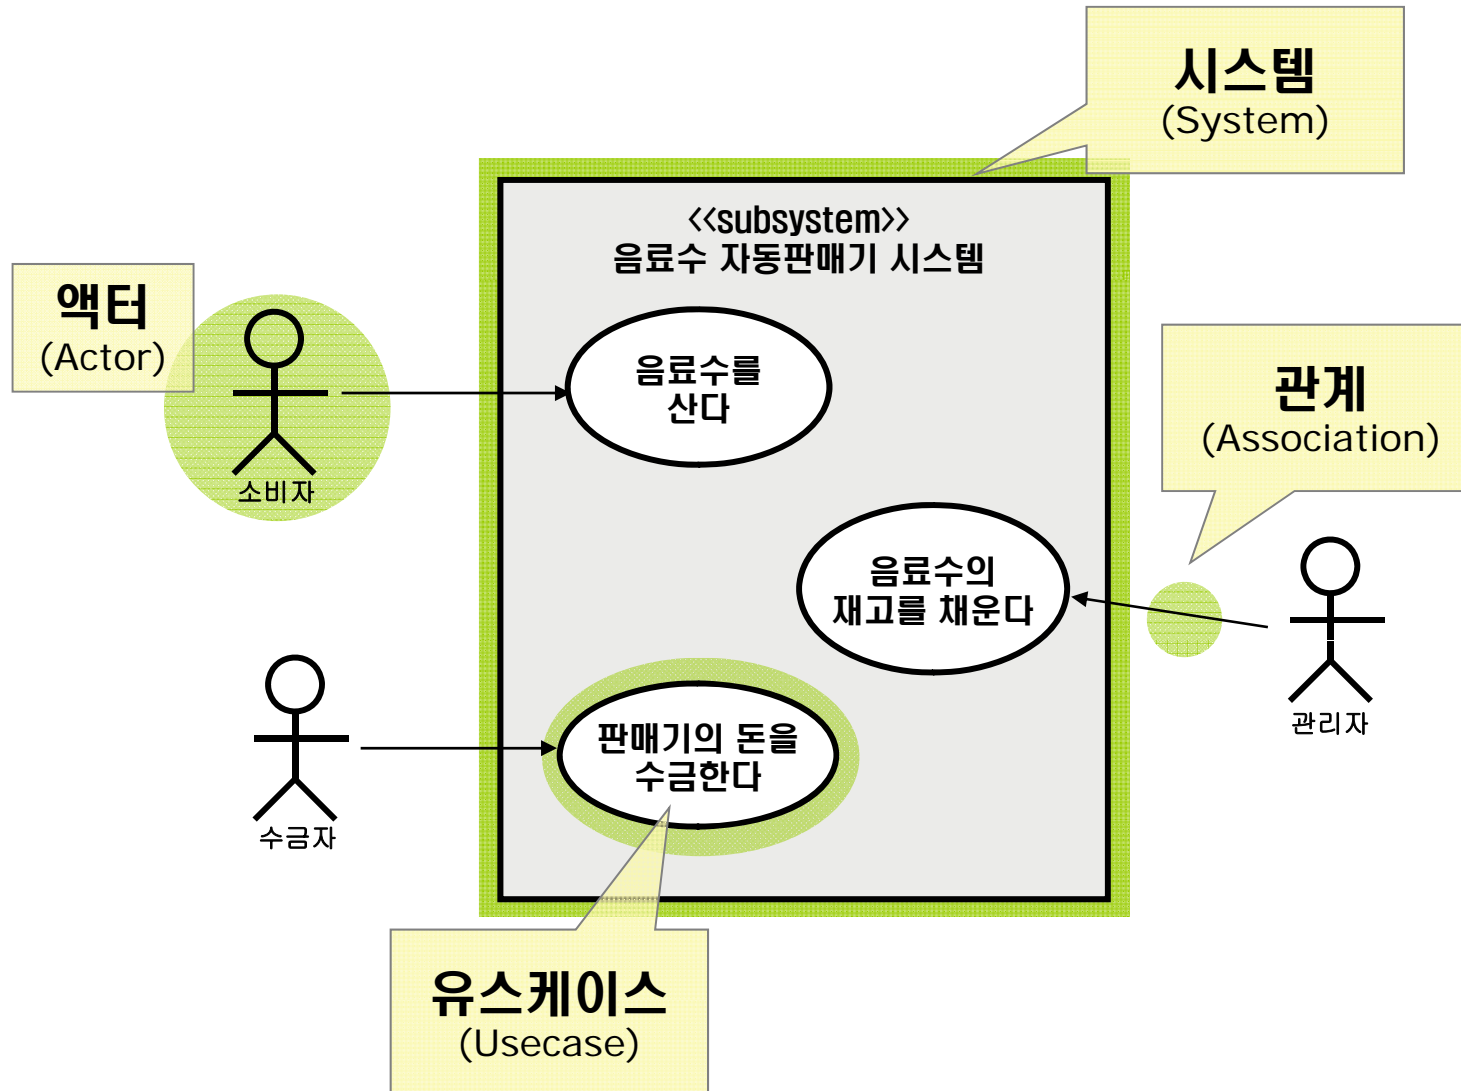 시스템
(System)
<<subsystem>>
음료수 자동판매기 시스템
액터
(Actor)
소비자
음료수를
산다
관계
(Association)
음료수의
재고를 채운다
관리자
판매기의 돈을
수금한다
수금자
유스케이스
(Usecase)